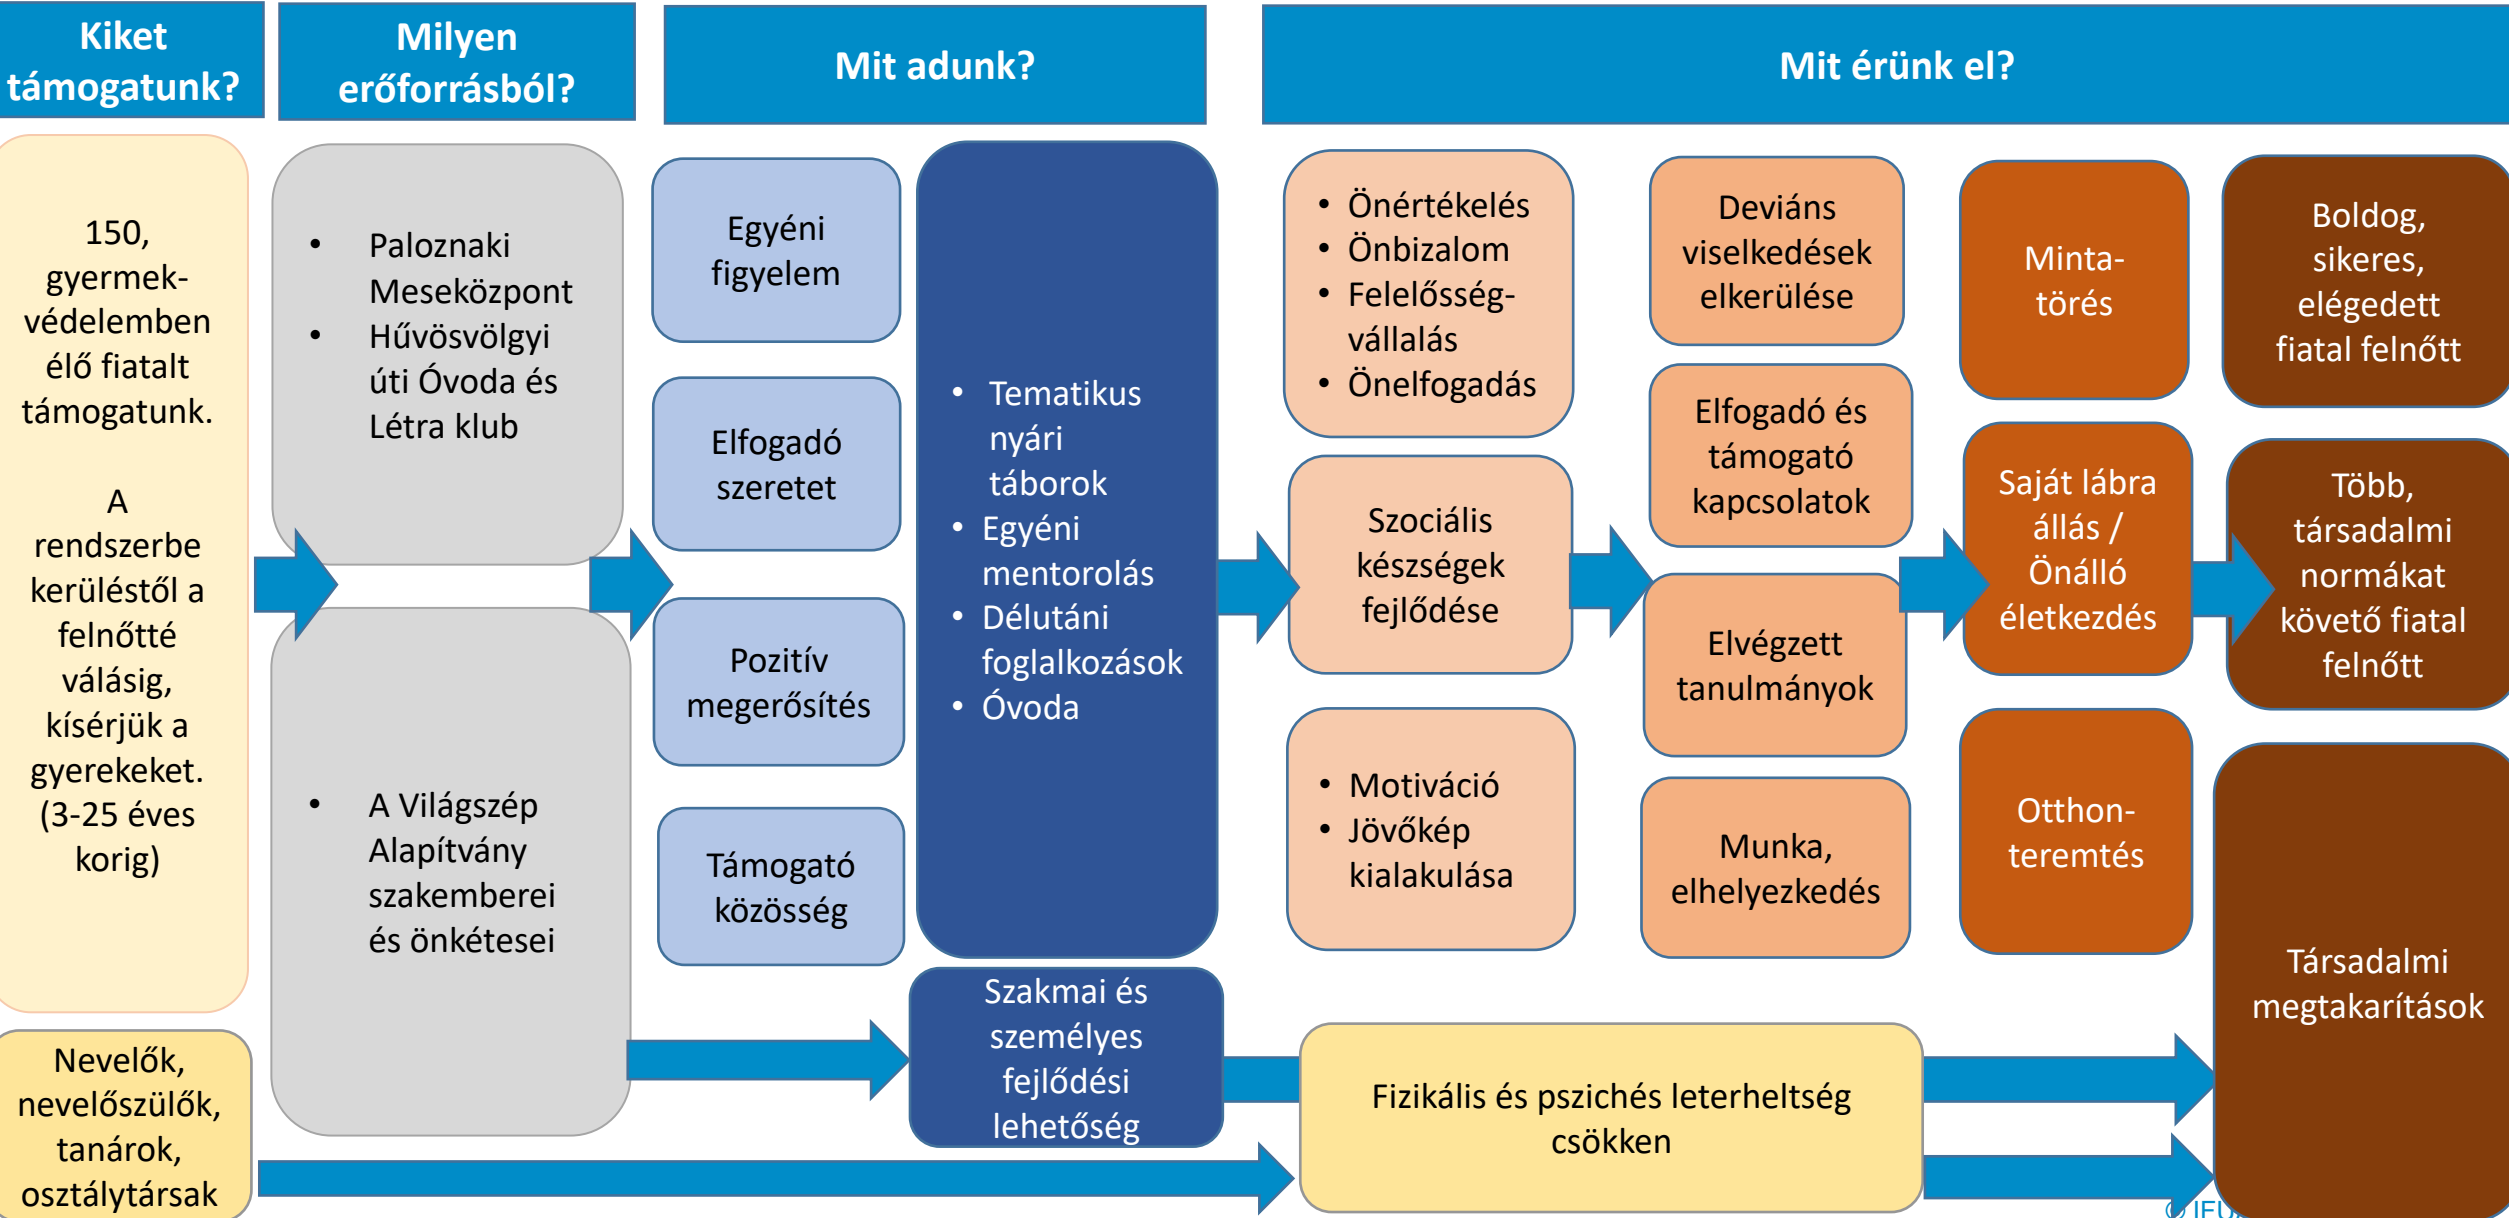 Kiket
támogatunk?
Milyen
erőforrásból?
Mit adunk?
Mit érünk el?
150,
gyermek-
védelemben
élő fiatalt
támogatunk.
A
rendszerbe
kerüléstől a
felnőtté
válásig,
kísérjük a
gyerekeket.
(3-25 éves
korig)
Nevelők,
nevelőszülők,
tanárok,
osztálytársak
• Paloznaki
Meseközpont
• Hűvösvölgyi
úti Óvoda és
Létra klub
• A Világszép
Alapítvány
szakemberei
és önkétesei
Egyéni
figyelem
Elfogadó
szeretet
Pozitív
megerősítés
Támogató
közösség
• Tematikus
nyári
táborok
• Egyéni
mentorolás
• Délutáni
foglalkozások
• Óvoda
Szakmai és
személyes
fejlődési
lehetőség
• Önértékelés
• Önbizalom
• Felelősség-
vállalás
• Önelfogadás
Szociális
készségek
fejlődése
• Motiváció
• Jövőkép
kialakulása
Deviáns
viselkedések
elkerülése
Elfogadó és
támogató
kapcsolatok
Elvégzett
tanulmányok
Munka,
elhelyezkedés
Minta-
törés
Saját lábra
állás /
Önálló
életkezdés
Otthon-
teremtés
Boldog,
sikeres,
elégedett
fiatal felnőtt
Több,
társadalmi
normákat
követő fiatal
felnőtt
Társadalmi
megtakarítások
Fizikális és pszichés leterheltség
csökken